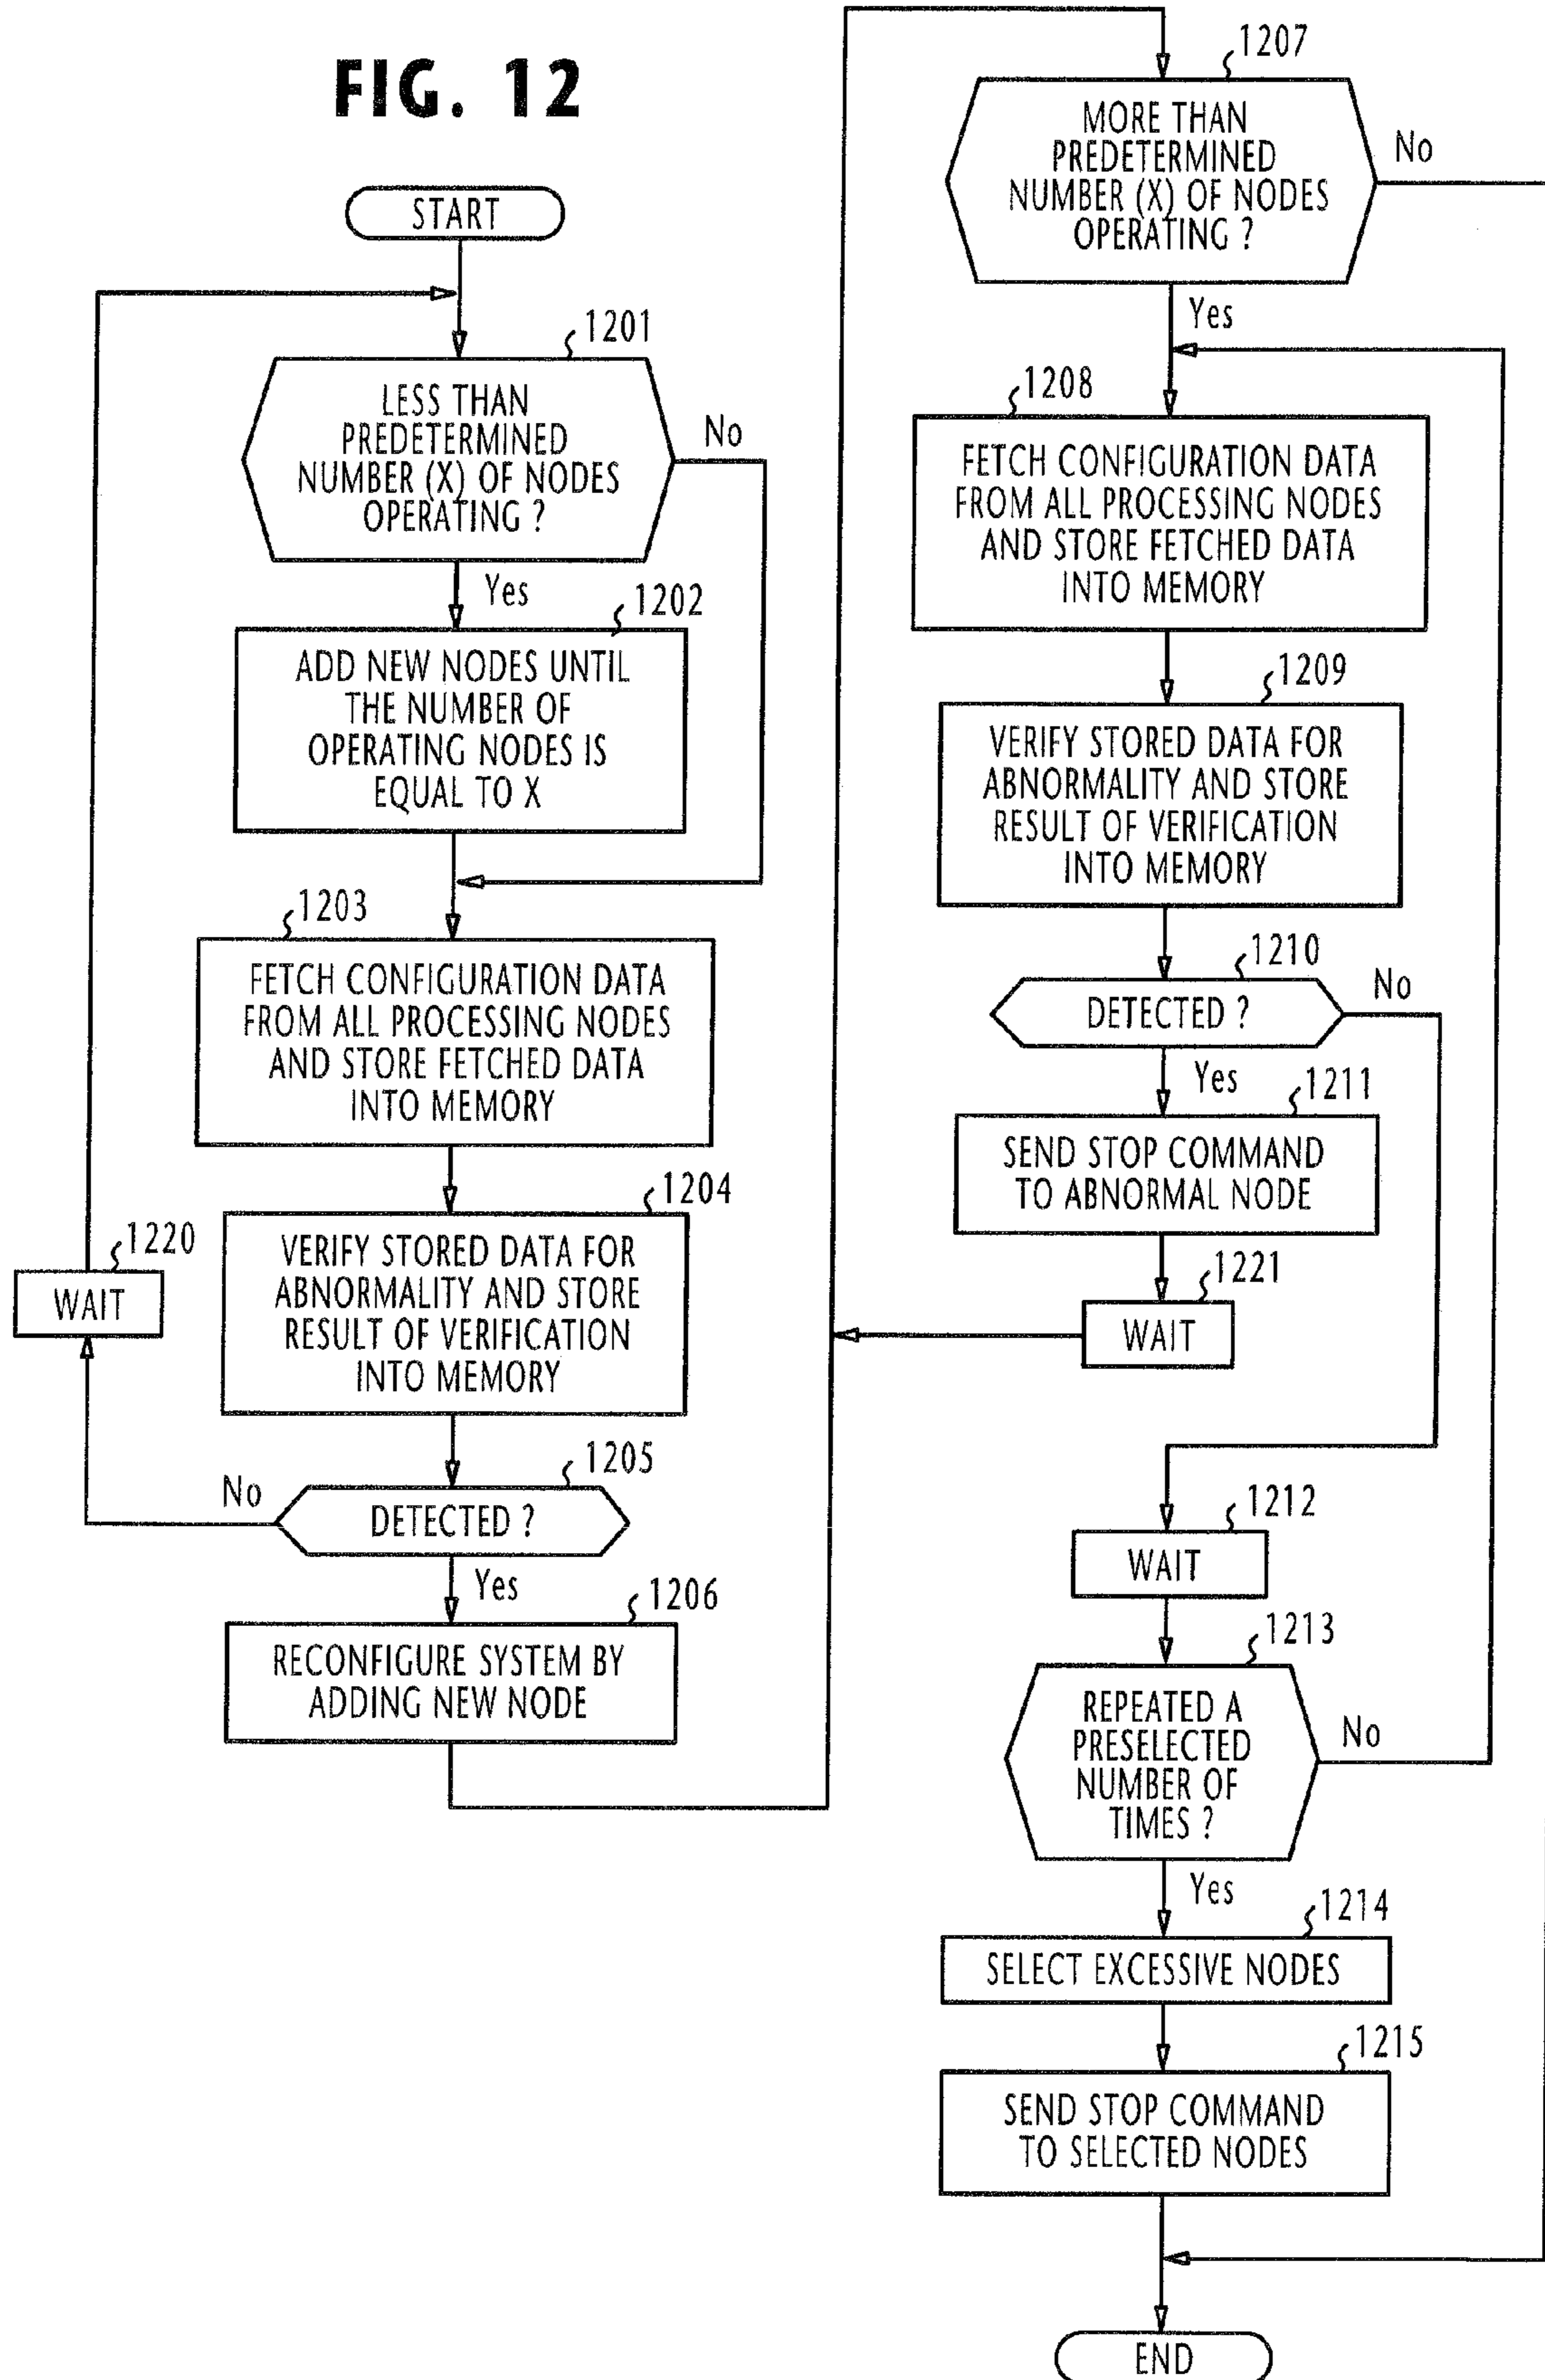 FIG. 12
START
1201
LESS THAN
PREDETERMINED
NUMBER (X) OF NODES
OPERATING ?
No
Yes
1202
ADD NEW NODES UNTIL
THE NUMBER OF
OPERATING NODES IS
EQUAL TO X
1203
FETCH CONFIGURATION DATA
FROM ALL PROCESSING NODES
AND STORE FETCHED DATA
INTO MEMORY
1204
VERIFY STORED DATA FOR
ABNORMALITY AND STORE
RESULT OF VERIFICATION
INTO MEMORY
1220
WAIT
1205
No
DETECTED ?
Yes
1206
RECONFIGURE SYSTEM BY
ADDING NEW NODE
1207
MORE THAN
PREDETERMINED
NUMBER (X) OF NODES
OPERATING ?
No
Yes
1208
FETCH CONFIGURATION DATA
FROM ALL PROCESSING NODES
AND STORE FETCHED DATA
INTO MEMORY
1209
VERIFY STORED DATA FOR
ABNORMALITY AND STORE
RESULT OF VERIFICATION
INTO MEMORY
1210
DETECTED ?
No
Yes
1211
SEND STOP COMMAND
TO ABNORMAL NODE
1221
WAIT
1212
WAIT
1213
REPEATED A
PRESELECTED
NUMBER OF
TIMES ?
No
Yes
1214
SELECT EXCESSIVE NODES
1215
SEND STOP COMMAND
TO SELECTED NODES
END